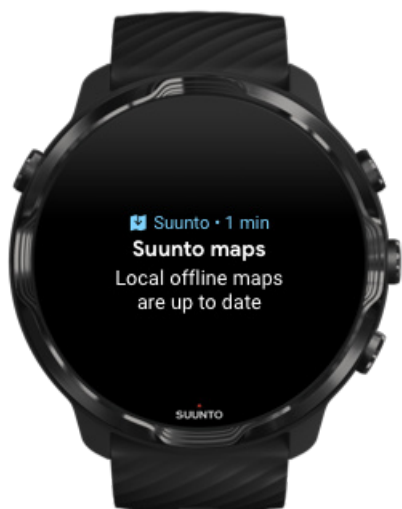 Suunto • 1 min
Suunto maps
Local offline maps
are up to date
SUUNTO